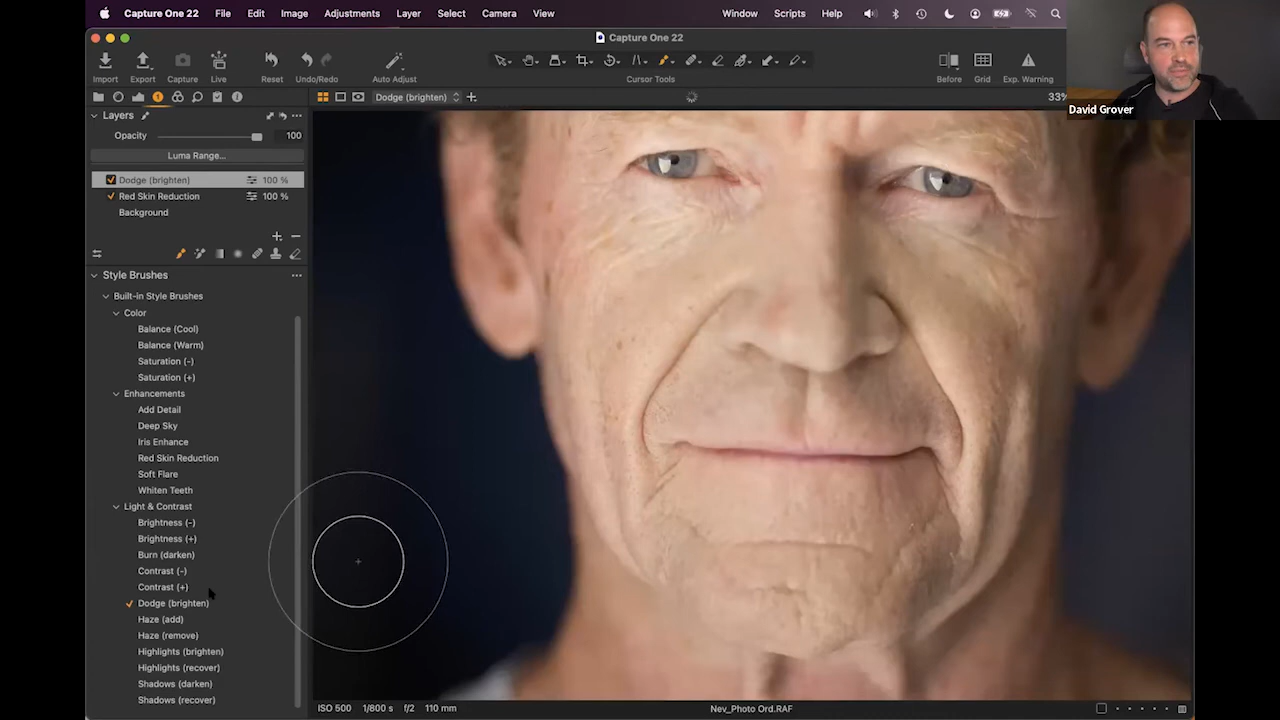 Capture One 22 File Edit Image Adjustments Layer Select Camera View Window Scripts Help
Capture One 22
Import Export Capture Live Reset Undo/Redo Auto Adjust Cursor Tools Before Grid Exp. Warning
David Grover
Dodge (brighten) 33%
Layers
Opacity 100
Luma Range...
Dodge (brighten) 100 %
Red Skin Reduction 100 %
Background
Style Brushes
Built-in Style Brushes
Color
Balance (Cool)
Balance (Warm)
Saturation (-)
Saturation (+)
Enhancements
Add Detail
Deep Sky
Iris Enhance
Red Skin Reduction
Soft Flare
Whiten Teeth
Light & Contrast
Brightness (-)
Brightness (+)
Burn (darken)
Contrast (-)
Contrast (+)
Dodge (brighten)
Haze (add)
Haze (remove)
Highlights (brighten)
Highlights (recover)
Shadows (darken)
Shadows (recover)
ISO 500 1/800 s f/2 110 mm Nev_Photo Ord.RAF